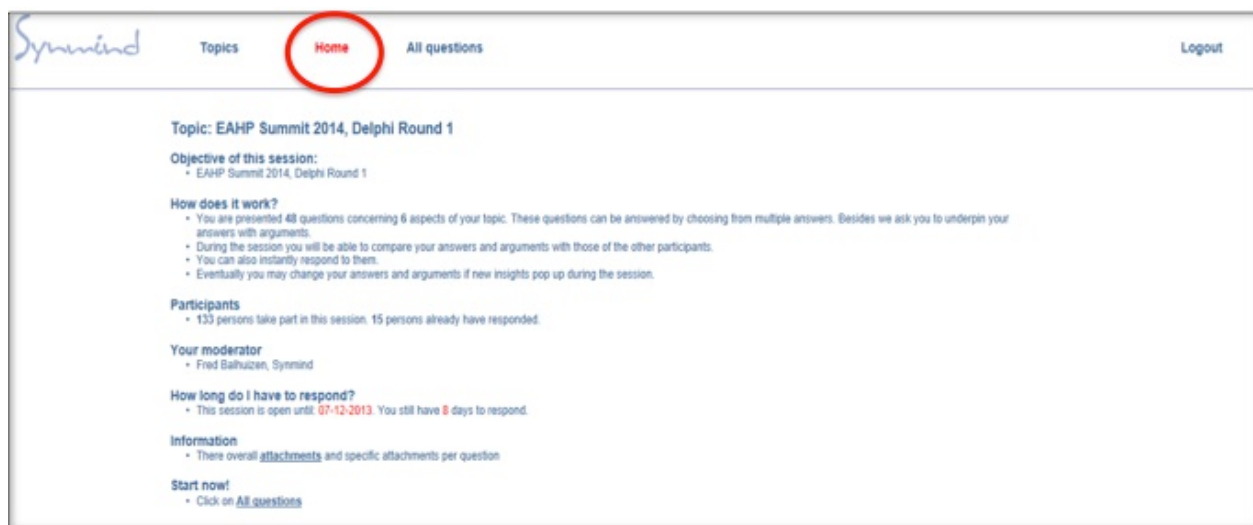 Synmind Topics Home All questions Logout
Topic: EAHP Summit 2014, Delphi Round 1
Objective of this session:
• EAHP Summit 2014, Delphi Round 1
How does it work?
• You are presented 48 questions concerning 6 aspects of your topic. These questions can be answered by choosing from multiple answers. Besides we ask you to underpin your
answers with arguments.
• During the session you will be able to compare your answers and arguments with those of the other participants.
• You can also instantly respond to them.
• Eventually you may change your answers and arguments if new insights pop up during the session.
Participants
• 133 persons take part in this session. 15 persons already have responded.
Your moderator
• Fred Balhuizen, Synmind
How long do I have to respond?
• This session is open until: 07-12-2013. You still have 8 days to respond.
Information
• There overall attachments and specific attachments per question
Start now!
• Click on All questions